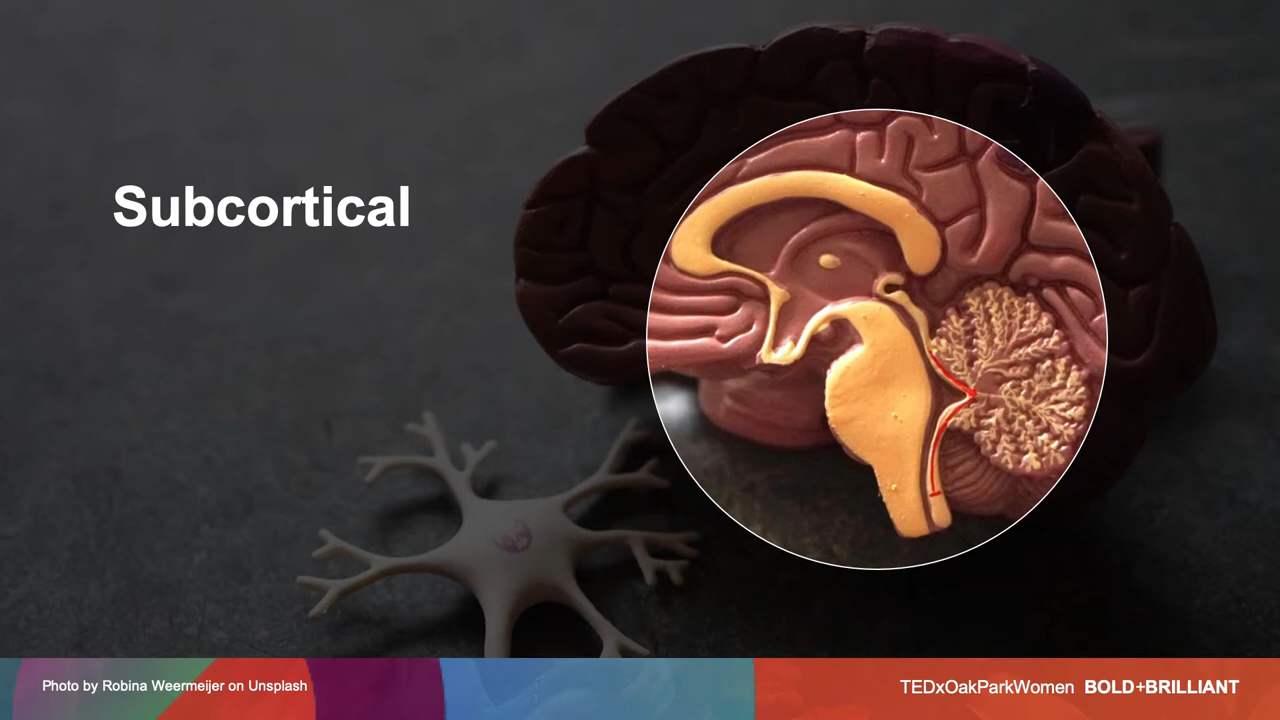 Subcortical
Photo by Robina Weermeijer on Unsplash
TEDxOakParkWomen BOLD+BRILLIANT